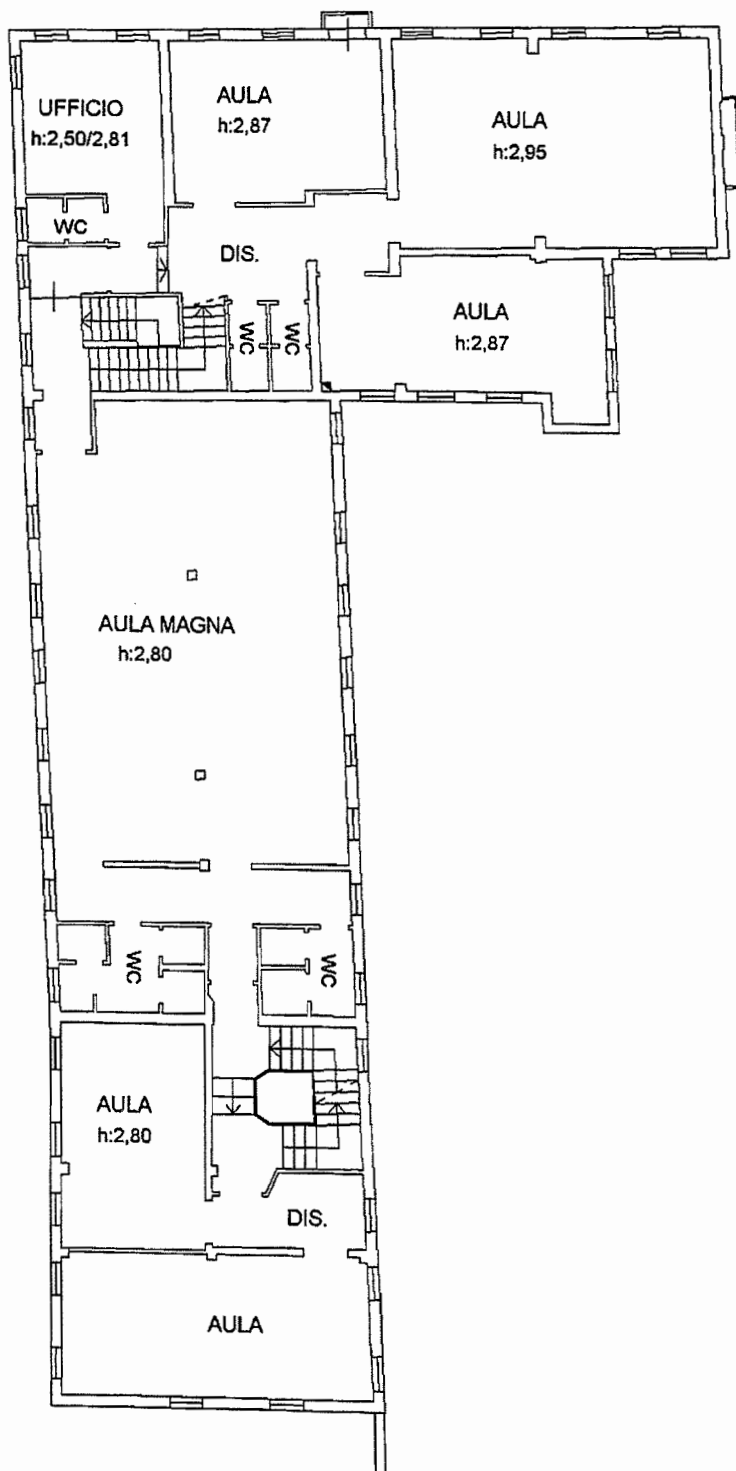 UFFICIO
h:2,50/2,81
AULA
h:2,87
AULA
h:2,95
WC
DIS.
AULA
h:2,87
WC
WC
AULA MAGNA
h:2,80
WC
WC
AULA
h:2,80
DIS.
AULA